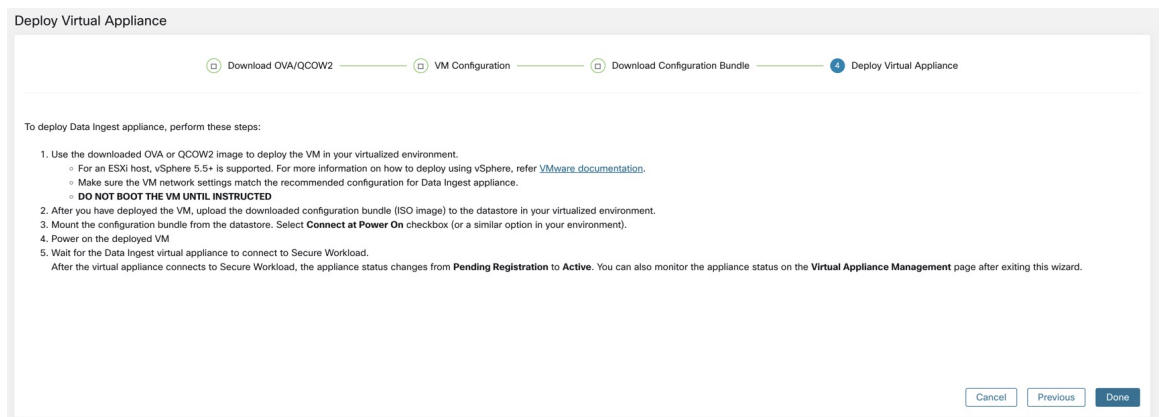 Deploy Virtual Appliance
Download OVA/QCOW2
VM Configuration
Download Configuration Bundle
4 Deploy Virtual Appliance
To deploy Data Ingest appliance, perform these steps:
1. Use the downloaded OVA or QCOW2 image to deploy the VM in your virtualized environment.
○ For an ESXi host, vSphere 5.5+ is supported. For more information on how to deploy using vSphere, refer VMware documentation.
○ Make sure the VM network settings match the recommended configuration for Data Ingest appliance.
○ DO NOT BOOT THE VM UNTIL INSTRUCTED
2. After you have deployed the VM, upload the downloaded configuration bundle (ISO image) to the datastore in your virtualized environment.
3. Mount the configuration bundle from the datastore. Select Connect at Power On checkbox (or a similar option in your environment).
4. Power on the deployed VM
5. Wait for the Data Ingest virtual appliance to connect to Secure Workload.
After the virtual appliance connects to Secure Workload, the appliance status changes from Pending Registration to Active. You can also monitor the appliance status on the Virtual Appliance Management page after exiting this wizard.
Cancel
Previous
Done